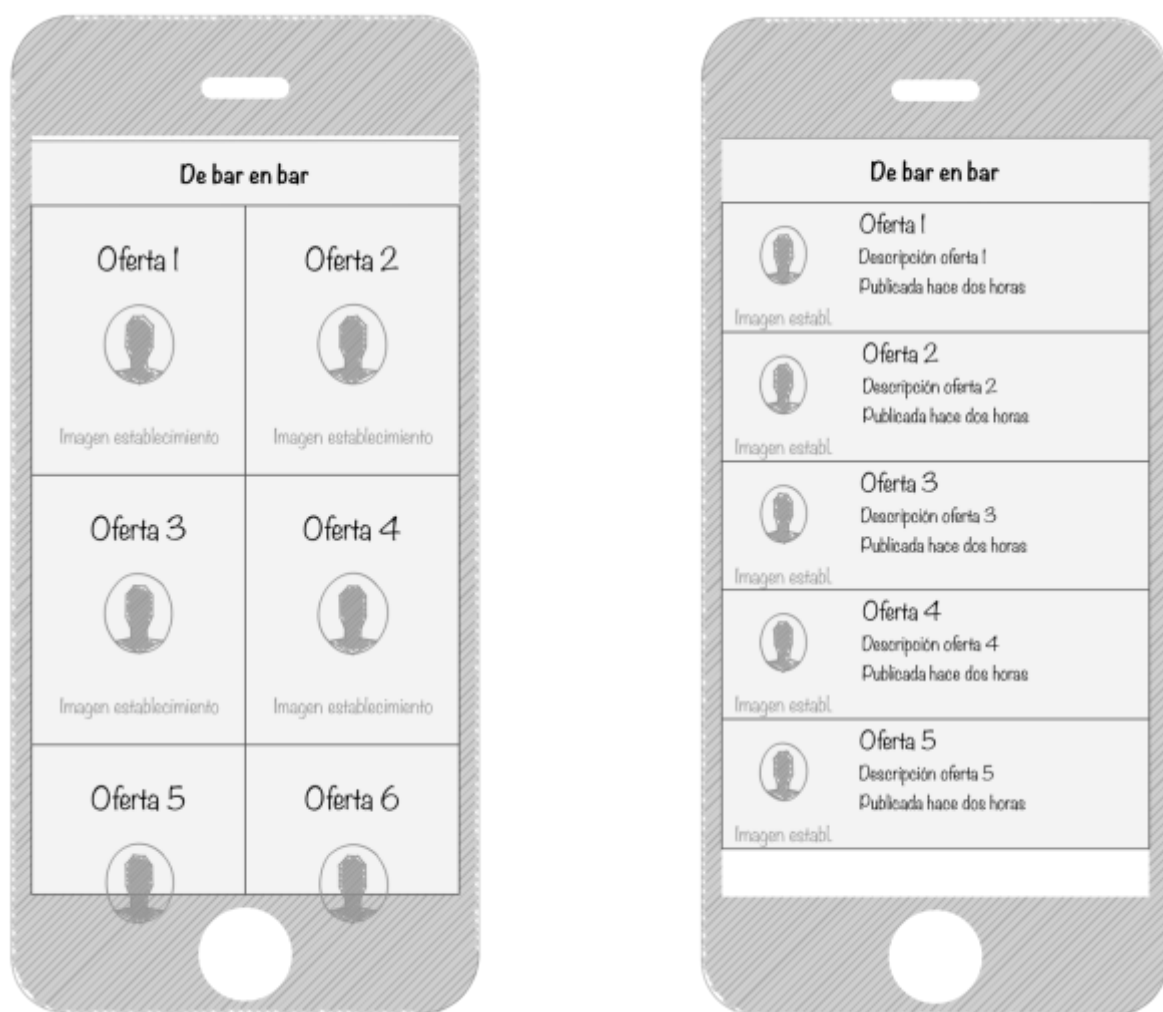 De bar en bar
Oferta 1
Oferta 2
Imagen establecimiento
Imagen establecimiento
Oferta 3
Oferta 4
Imagen establecimiento
Imagen establecimiento
Oferta 5
Oferta 6
De bar en bar
Oferta 1
Descripción oferta 1
Publicada hace dos horas
Imagen establ.
Oferta 2
Descripción oferta 2
Publicada hace dos horas
Imagen establ.
Oferta 3
Descripción oferta 3
Publicada hace dos horas
Imagen establ.
Oferta 4
Descripción oferta 4
Publicada hace dos horas
Imagen establ.
Oferta 5
Descripción oferta 5
Publicada hace dos horas
Imagen establ.